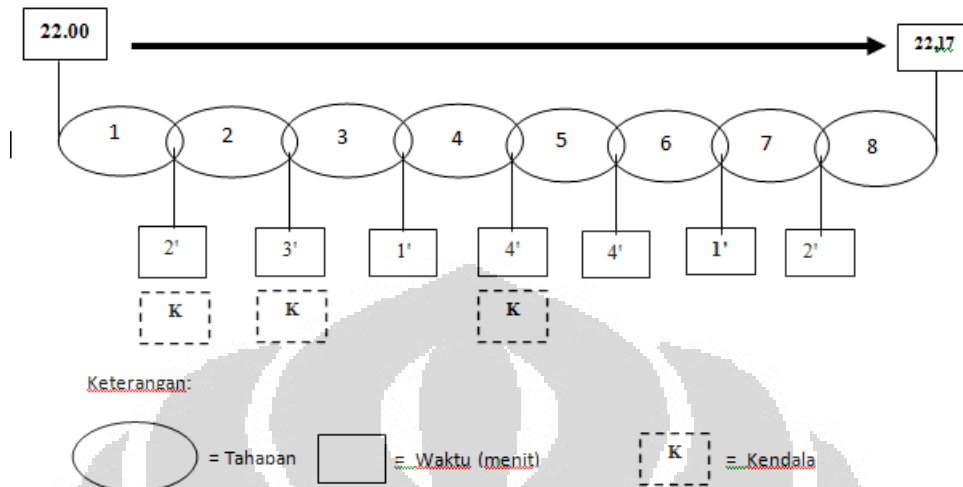 22.00
22.17
1 2 3 4 5 6 7 8
2' 3' 1' 4' 4' 1' 2'
K K K
Keterangan:
= Tahapan = Waktu (menit) K = Kendala